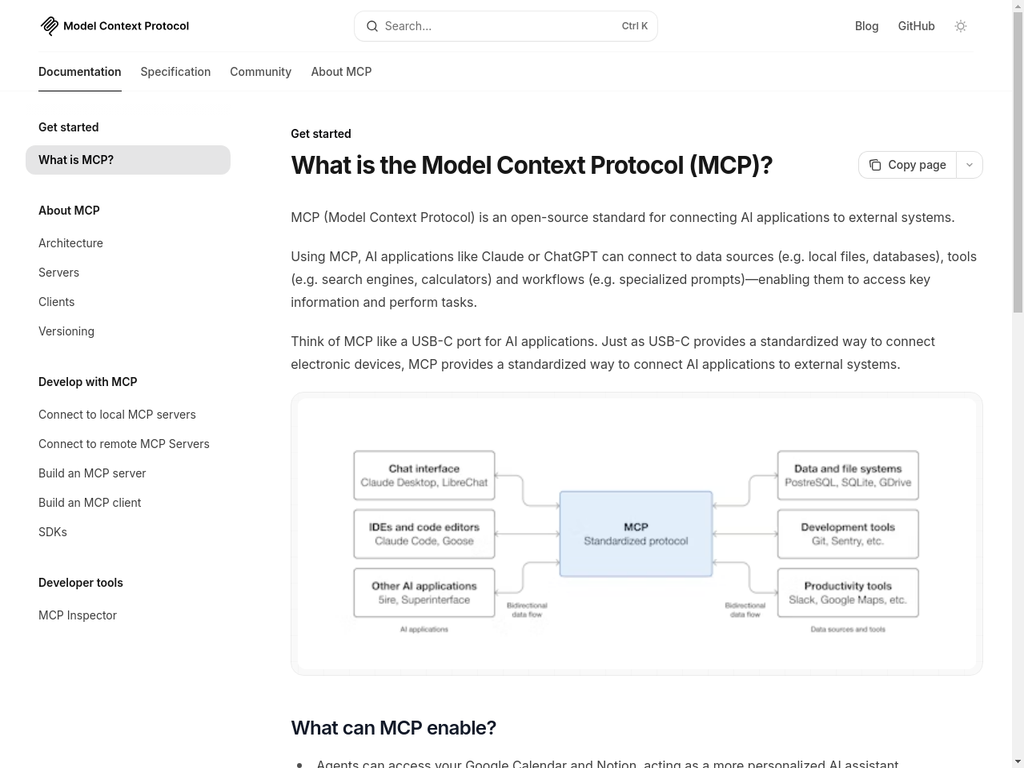 Model Context Protocol
Search...
Ctrl K
Blog
GitHub
Documentation
Specification
Community
About MCP
Get started
What is MCP?
About MCP
Architecture
Servers
Clients
Versioning
Develop with MCP
Connect to local MCP servers
Connect to remote MCP Servers
Build an MCP server
Build an MCP client
SDKs
Developer tools
MCP Inspector
Get started
What is the Model Context Protocol (MCP)?
Copy page
MCP (Model Context Protocol) is an open-source standard for connecting AI applications to external systems.
Using MCP, AI applications like Claude or ChatGPT can connect to data sources (e.g. local files, databases), tools
(e.g. search engines, calculators) and workflows (e.g. specialized prompts)—enabling them to access key
information and perform tasks.
Think of MCP like a USB-C port for AI applications. Just as USB-C provides a standardized way to connect
electronic devices, MCP provides a standardized way to connect AI applications to external systems.
Chat interface
Claude Desktop, LibreChat
IDEs and code editors
Claude Code, Goose
Other AI applications
5ire, Superinterface
AI applications
Bidirectional
data flow
MCP
Standardized protocol
Bidirectional
data flow
Data and file systems
PostgreSQL, SQLite, GDrive
Development tools
Git, Sentry, etc.
Productivity tools
Slack, Google Maps, etc.
Data sources and tools
What can MCP enable?
Agents can access your Google Calendar and Notion, acting as a more personalized AI assistant.